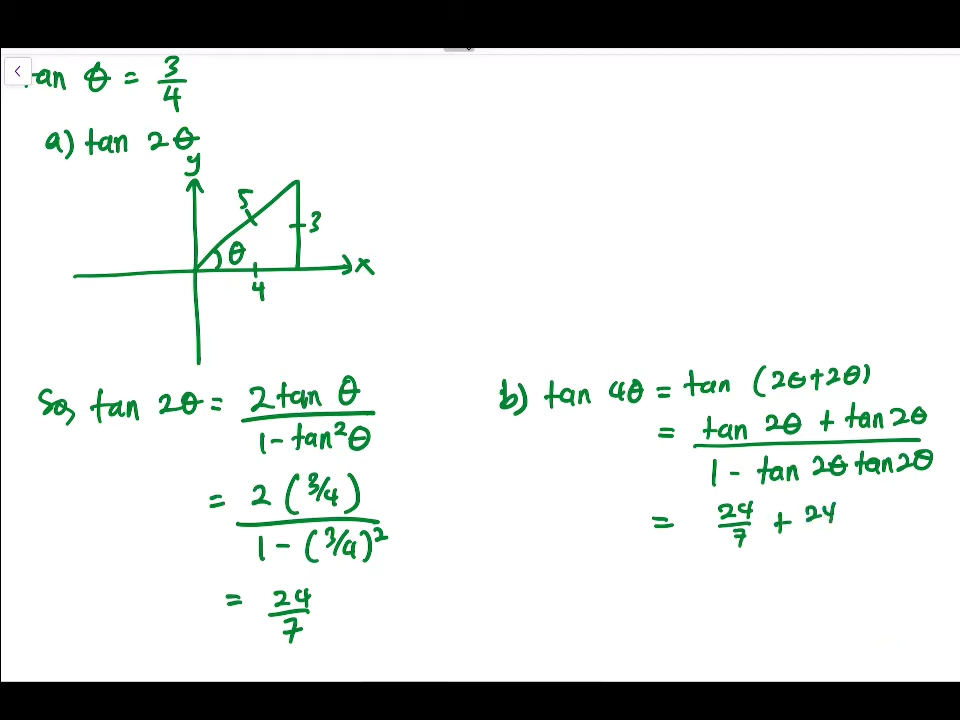 tan θ = 3/4
a) tan 2θ
y
5
3
θ
x
4
So, tan 2θ = 2 tan θ / 1 - tan²θ
= 2 (3/4) / 1 - (3/4)²
= 24/7
b) tan 4θ = tan (2θ+2θ)
= tan 2θ + tan 2θ / 1 - tan 2θ tan 2θ
= 24/7 + 24